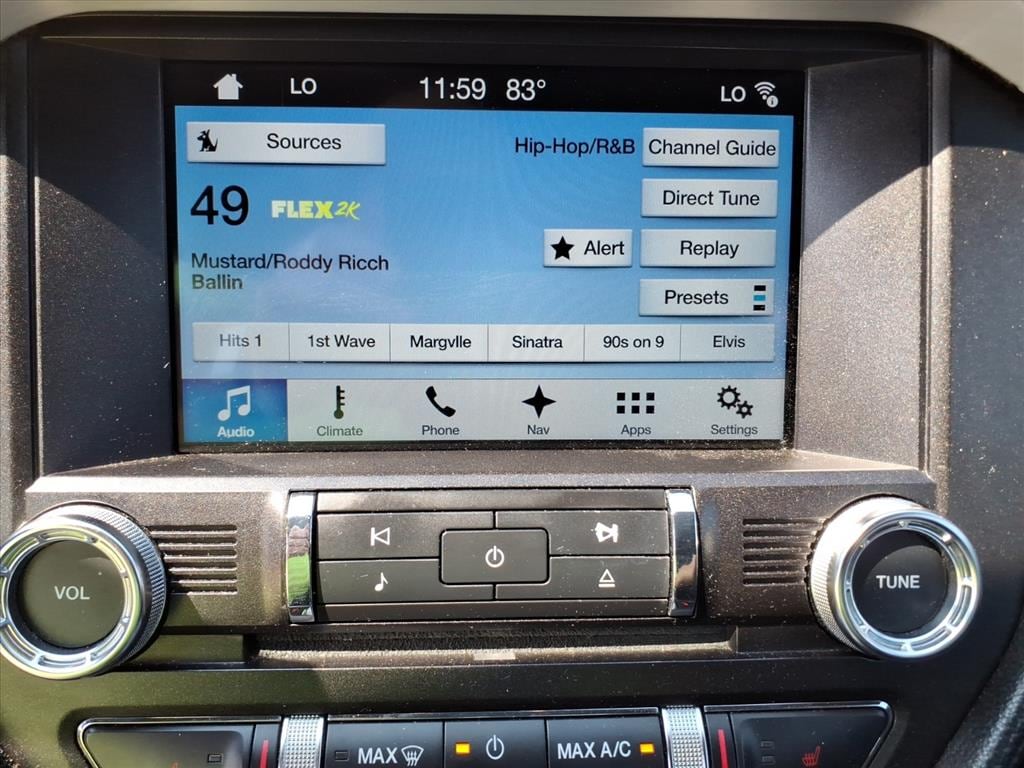 LO 11:59 83° LO
Sources
Hip-Hop/R&B
Channel Guide
49 FLEX2K
Direct Tune
Mustard/Roddy Ricch
Ballin
Alert
Replay
Presets
Hits 1 1st Wave Margvlle Sinatra 90s on 9 Elvis
Audio Climate Phone Nav Apps Settings
VOL
TUNE
MAX
MAX A/C